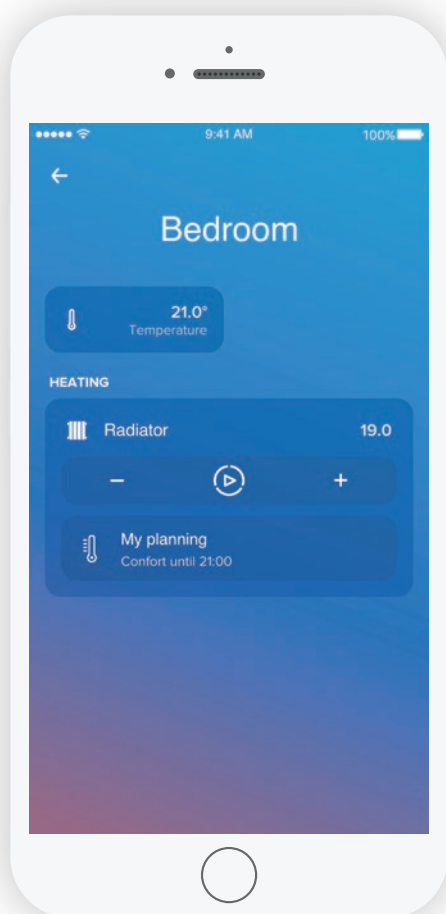 9:41 AM 100%
Bedroom
21.0°
Temperature
HEATING
Radiator 19.0
My planning
Confort until 21:00